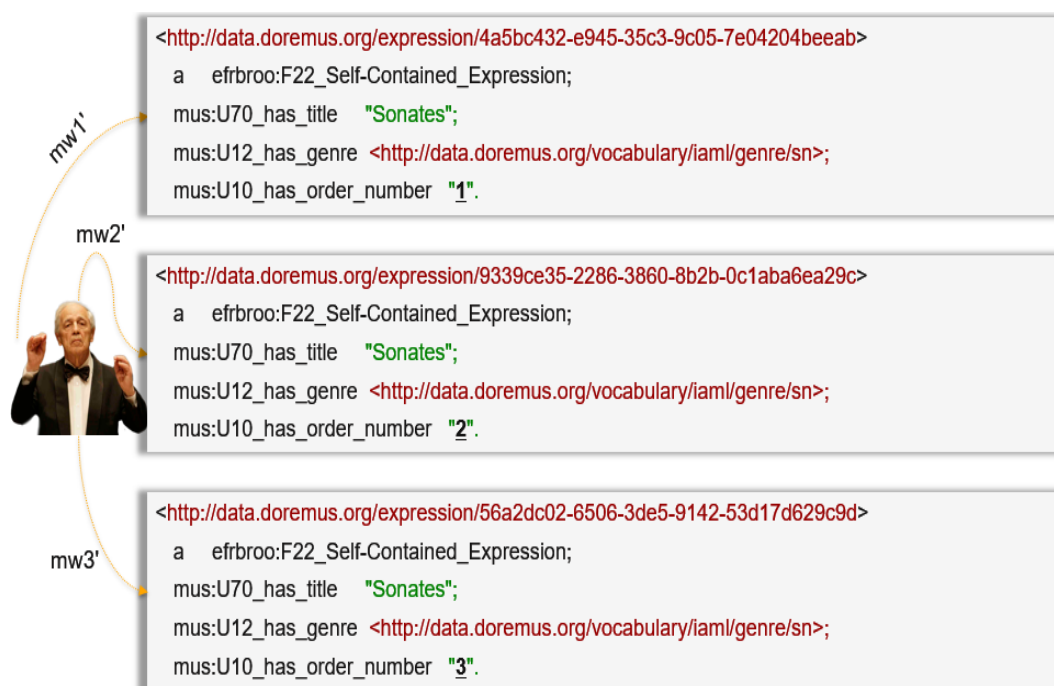 <http://data.doremus.org/expression/4a5bc432-e945-35c3-9c05-7e04204beeab>
a efrbroo:F22_Self-Contained_Expression;
mus:U70_has_title "Sonates";
mus:U12_has_genre <http://data.doremus.org/vocabulary/iaml/genre/sn>;
mus:U10_has_order_number "1".
mw1'
mw2'
<http://data.doremus.org/expression/9339ce35-2286-3860-8b2b-0c1aba6ea29c>
a efrbroo:F22_Self-Contained_Expression;
mus:U70_has_title "Sonates";
mus:U12_has_genre <http://data.doremus.org/vocabulary/iaml/genre/sn>;
mus:U10_has_order_number "2".
mw3'
<http://data.doremus.org/expression/56a2dc02-6506-3de5-9142-53d17d629c9d>
a efrbroo:F22_Self-Contained_Expression;
mus:U70_has_title "Sonates";
mus:U12_has_genre <http://data.doremus.org/vocabulary/iaml/genre/sn>;
mus:U10_has_order_number "3".